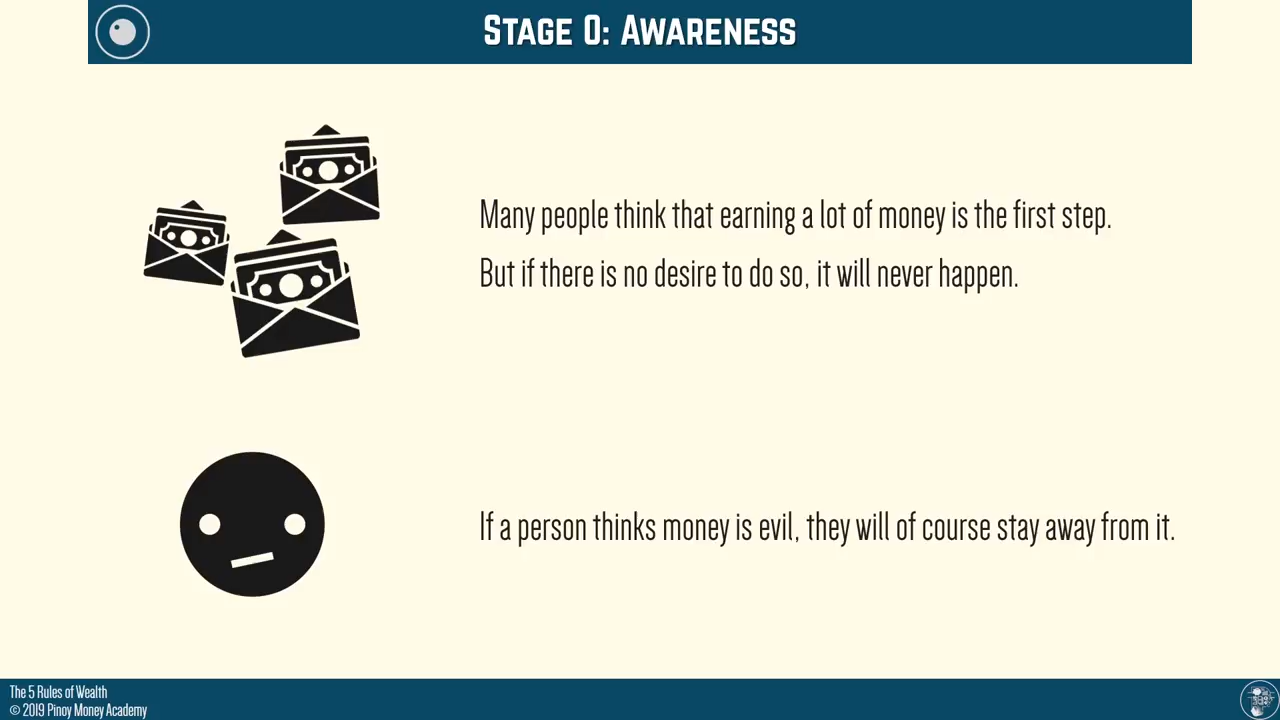 Stage 0: Awareness
Many people think that earning a lot of money is the first step.
But if there is no desire to do so, it will never happen.
If a person thinks money is evil, they will of course stay away from it.
The 5 Rules of Wealth
© 2019 Pinoy Money Academy